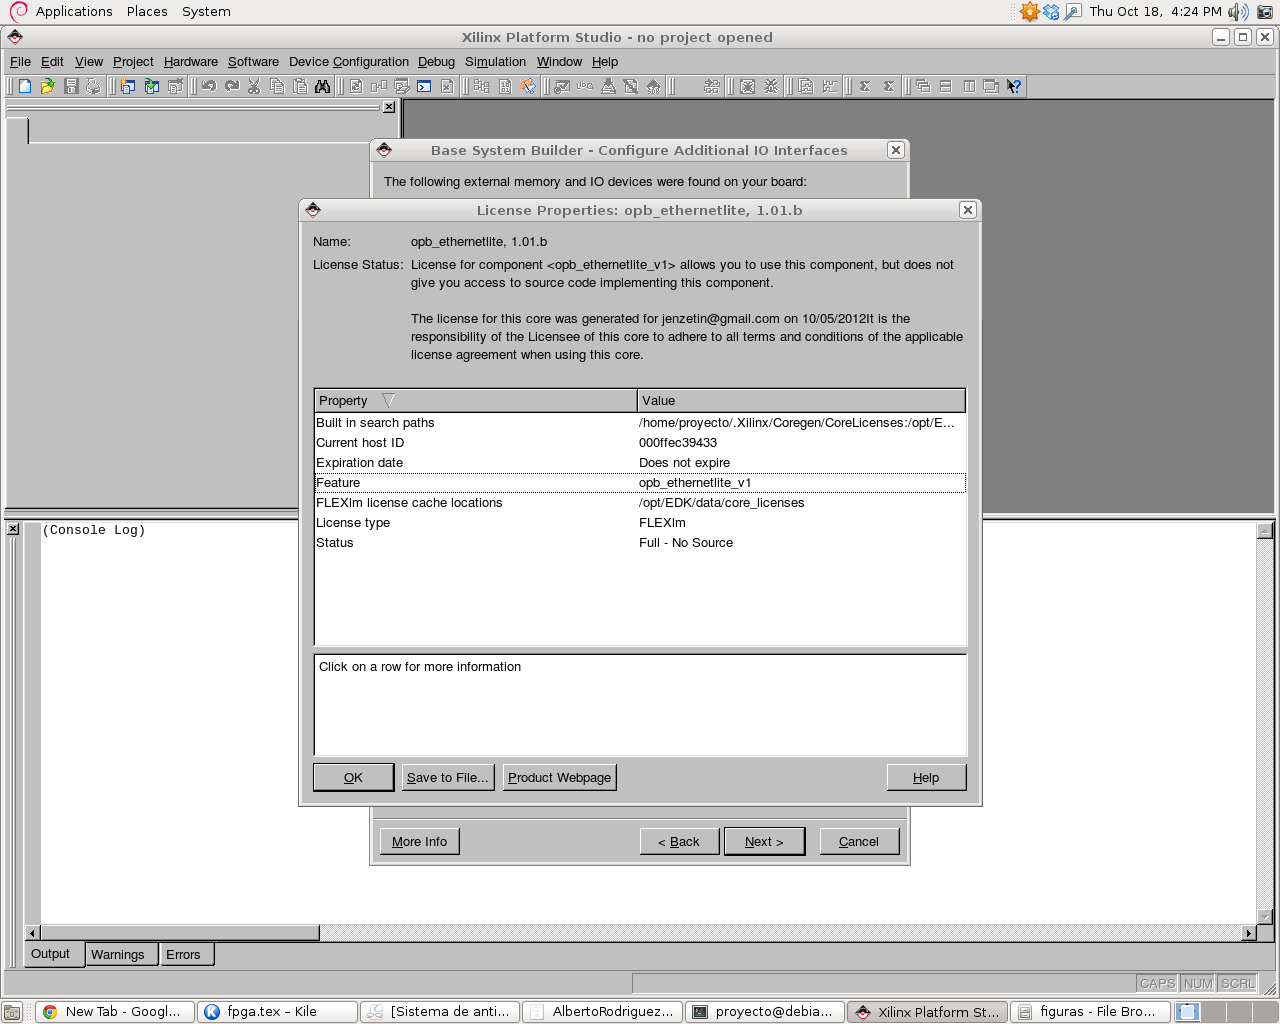 Applications Places System
Thu Oct 18, 4:24 PM
Xilinx Platform Studio - no project opened
File Edit View Project Hardware Software Device Configuration Debug Simulation Window Help
Base System Builder - Configure Additional IO Interfaces
The following external memory and IO devices were found on your board:
License Properties: opb_ethernetlite, 1.01.b
Name: opb_ethernetlite, 1.01.b
License Status: License for component <opb_ethernetlite_v1> allows you to use this component, but does not
give you access to source code implementing this component.
The license for this core was generated for jenzetin@gmail.com on 10/05/2012It is the
responsibility of the Licensee of this core to adhere to all terms and conditions of the applicable
license agreement when using this core.
Property Value
Built in search paths /home/proyecto/.Xilinx/Coregen/CoreLicenses:/opt/E...
Current host ID 000ffec39433
Expiration date Does not expire
Feature opb_ethernetlite_v1
FLEXlm license cache locations /opt/EDK/data/core_licenses
License type FLEXlm
Status Full - No Source
(Console Log)
Click on a row for more information
OK Save to File... Product Webpage Help
More Info < Back Next > Cancel
Output Warnings Errors
CAPS NUM SCRL
New Tab - Googl... fpga.tex – Kile [Sistema de anti... AlbertoRodriguez... proyecto@debia... Xilinx Platform St... figuras - File Bro...